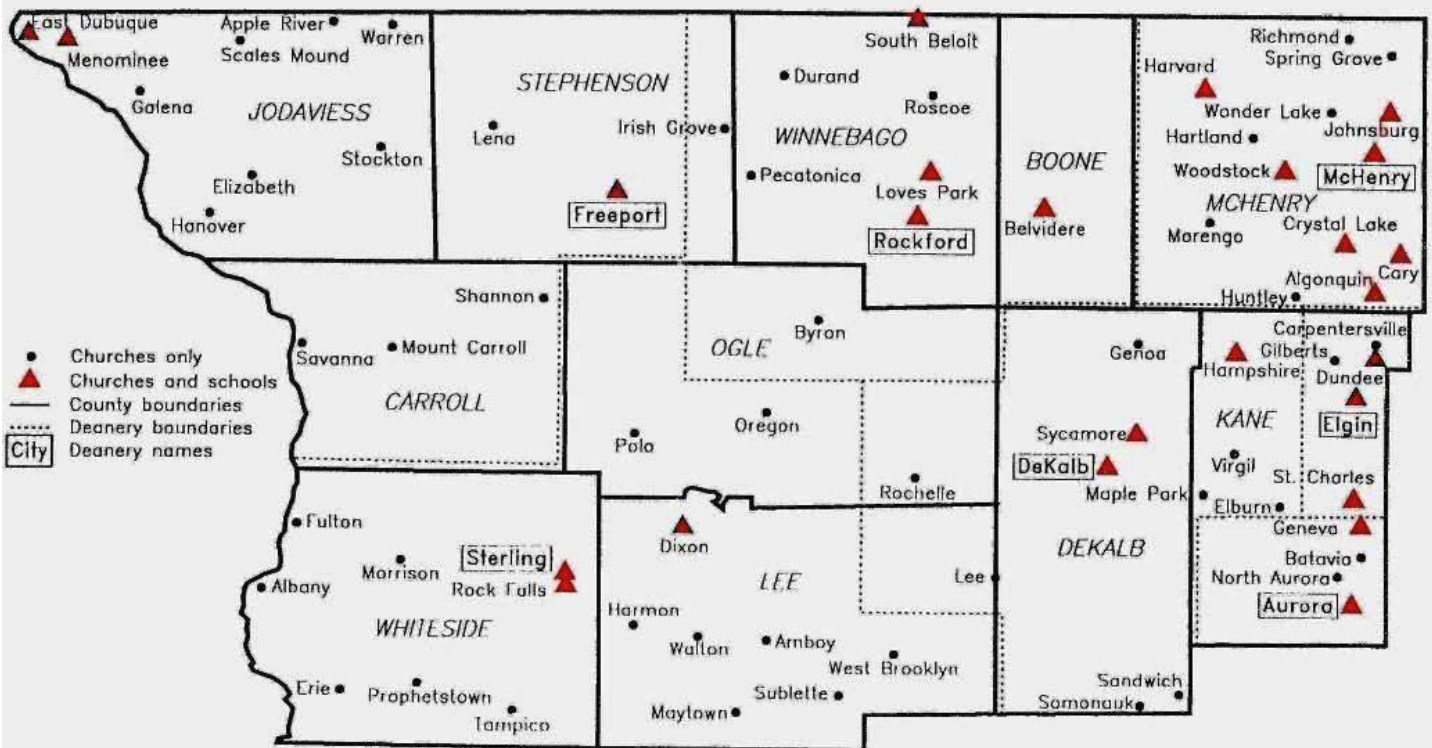 East Dubuque
Menominee
Apple River
Scales Mound
Warren
Galena
JODAVIESS
Stockton
Elizabeth
Hanover
STEPHENSON
Lena
Irish Grove
Freeport
South Beloit
Durand
Roscoe
WINNEBAGO
Pecatonica
Loves Park
Rockford
BOONE
Belvidere
Richmond
Spring Grove
Harvard
Wonder Lake
Johnsburg
Hartland
Woodstock
McHenry
MCHENRY
Marengo
Crystal Lake
Cary
Algonquin
Huntley
Shannon
Savanna
Mount Carroll
CARROLL
Byron
OGLE
Oregon
Polo
Rochelle
Genoa
Sycamore
DeKalb
Maple Park
DEKALB
Sandwich
Somonauk
Carpentersville
Gilberts
Hampshire
Dundee
KANE
Elgin
Virgil
St. Charles
Elburn
Geneva
Batavia
North Aurora
Aurora
Churches only
Churches and schools
County boundaries
Deanery boundaries
City Deanery names
Fulton
Albany
Morrison
Sterling
Rock Falls
WHITESIDE
Erie
Prophetstown
Tampico
Dixon
LEE
Lee
Harmon
Walton
Amboy
West Brooklyn
Sublette
Maytown